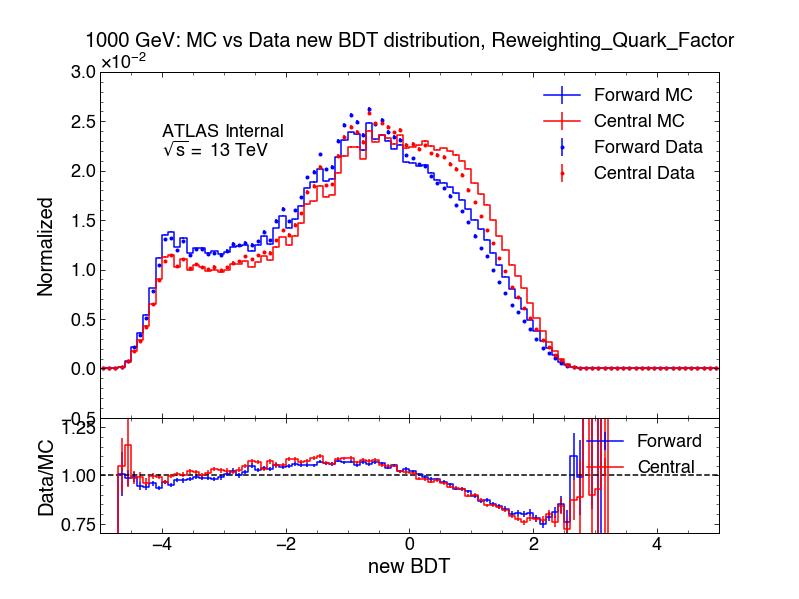 1000 GeV: MC vs Data new BDT distribution, Reweighting_Quark_Factor
×10⁻²
3.0
2.5
2.0
1.5
1.0
0.5
0.0
−0.5
Normalized
ATLAS Internal
√s = 13 TeV
Forward MC
Central MC
Forward Data
Central Data
1.25
1.00
0.75
Data/MC
Forward
Central
−4
−2
0
2
4
new BDT